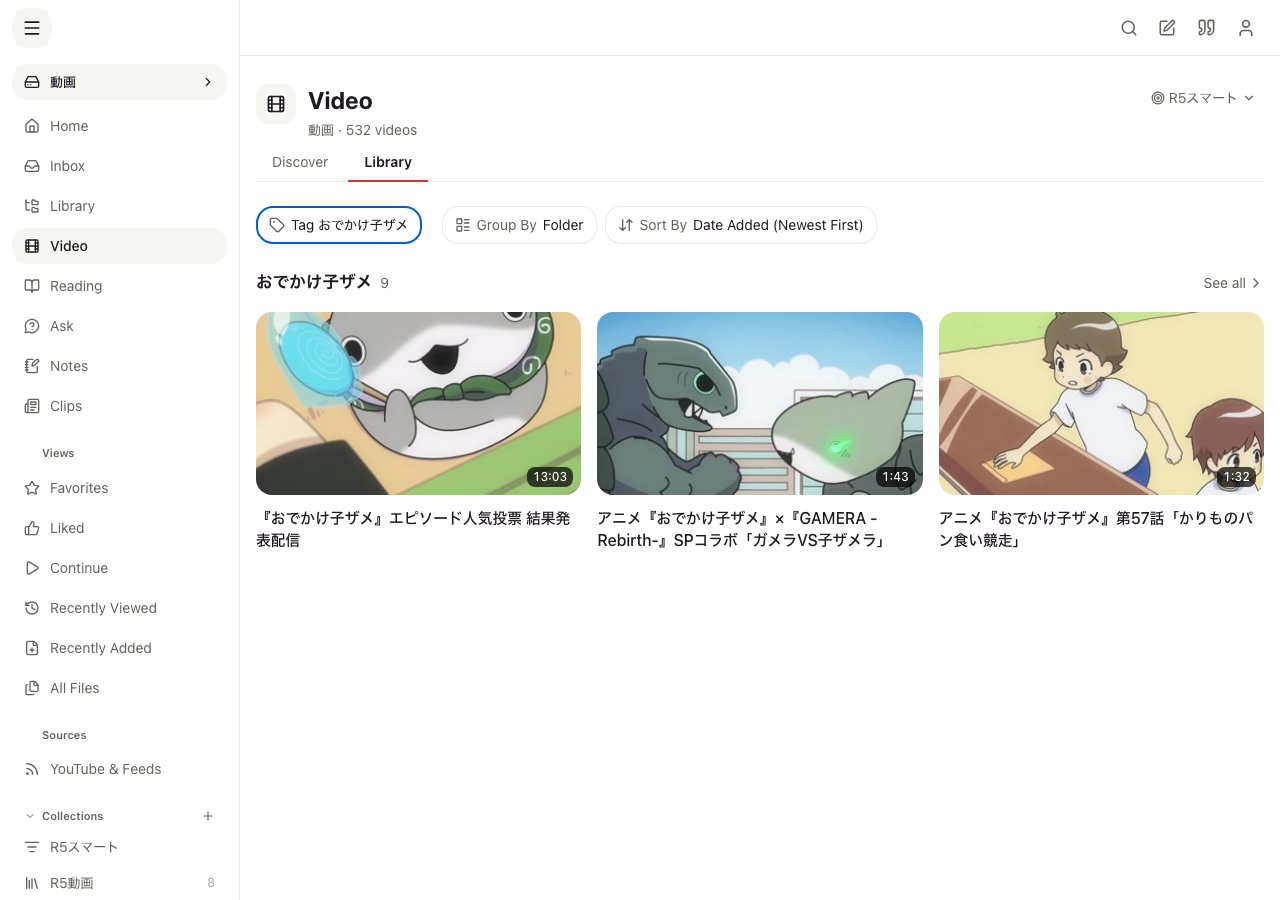 動画
Home
Inbox
Library
Video
Reading
Ask
Notes
Clips
Views
Favorites
Liked
Continue
Recently Viewed
Recently Added
All Files
Sources
YouTube & Feeds
Collections
R5スマート
R5動画 8
Video
動画 · 532 videos
R5スマート
Discover Library
Tag おでかけ子ザメ Group By Folder Sort By Date Added (Newest First)
おでかけ子ザメ 9 See all
13:03
『おでかけ子ザメ』エピソード人気投票 結果発
表配信
1:43
アニメ『おでかけ子ザメ』×『GAMERA -
Rebirth-』SPコラボ「ガメラVS子ザメラ」
1:32
アニメ『おでかけ子ザメ』第57話「かりものパ
ン食い競走」